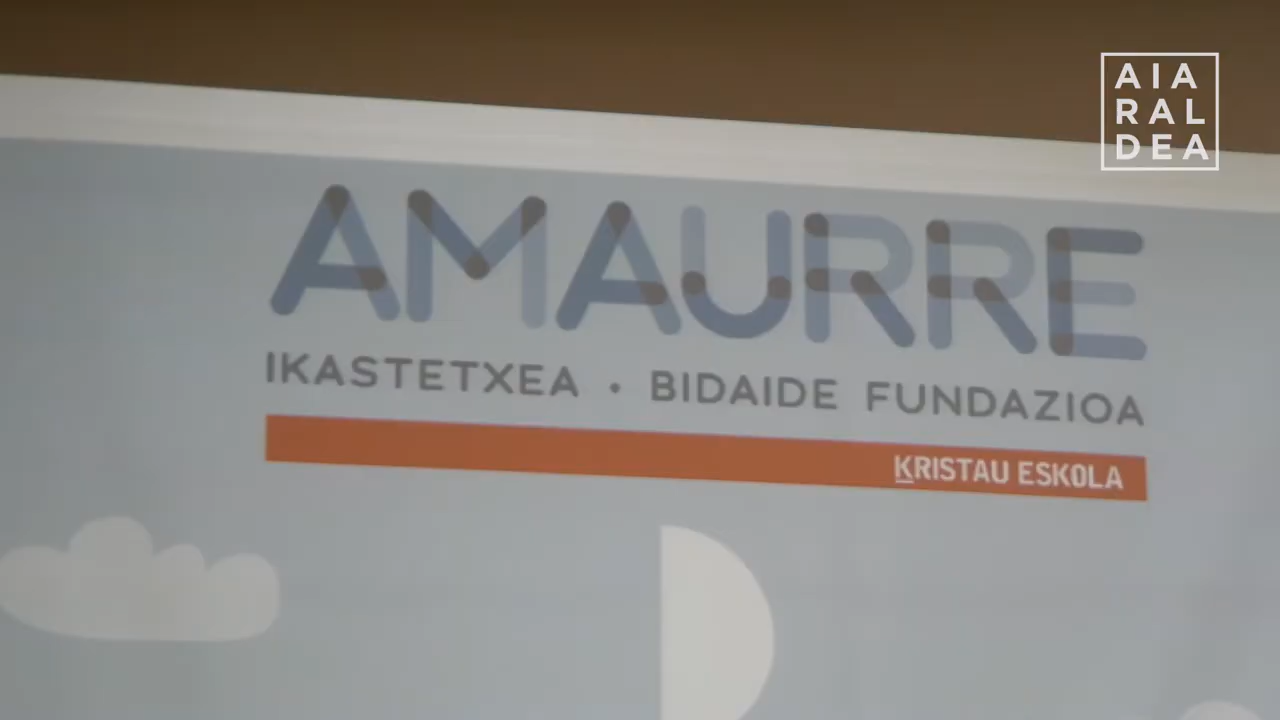 AIA
RAL
DEA
AMAURRE
IKASTETXEA • BIDAIDE FUNDAZIOA
KRISTAU ESKOLA